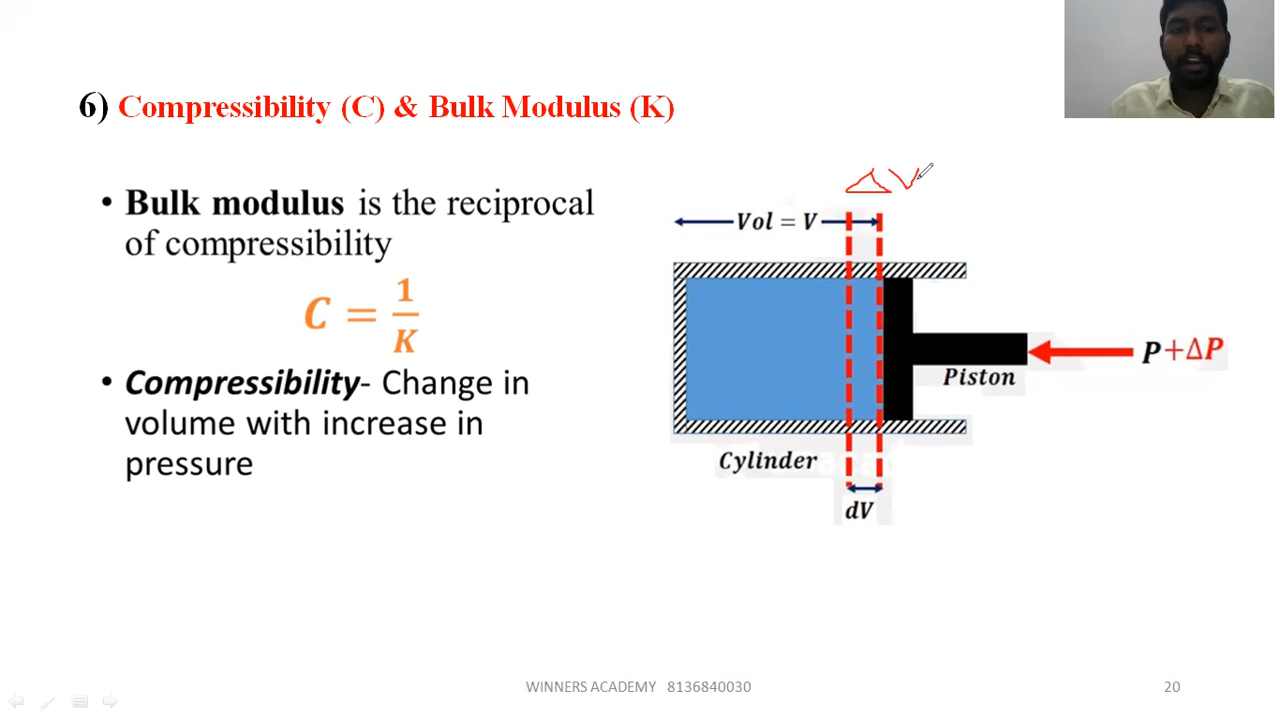 6) Compressibility (C) & Bulk Modulus (K)
• Bulk modulus is the reciprocal
of compressibility
C = 1/K
• Compressibility- Change in
volume with increase in
pressure
ΔV
Vol = V
P+ΔP
Piston
Cylinder
dV
WINNERS ACADEMY 8136840030
20